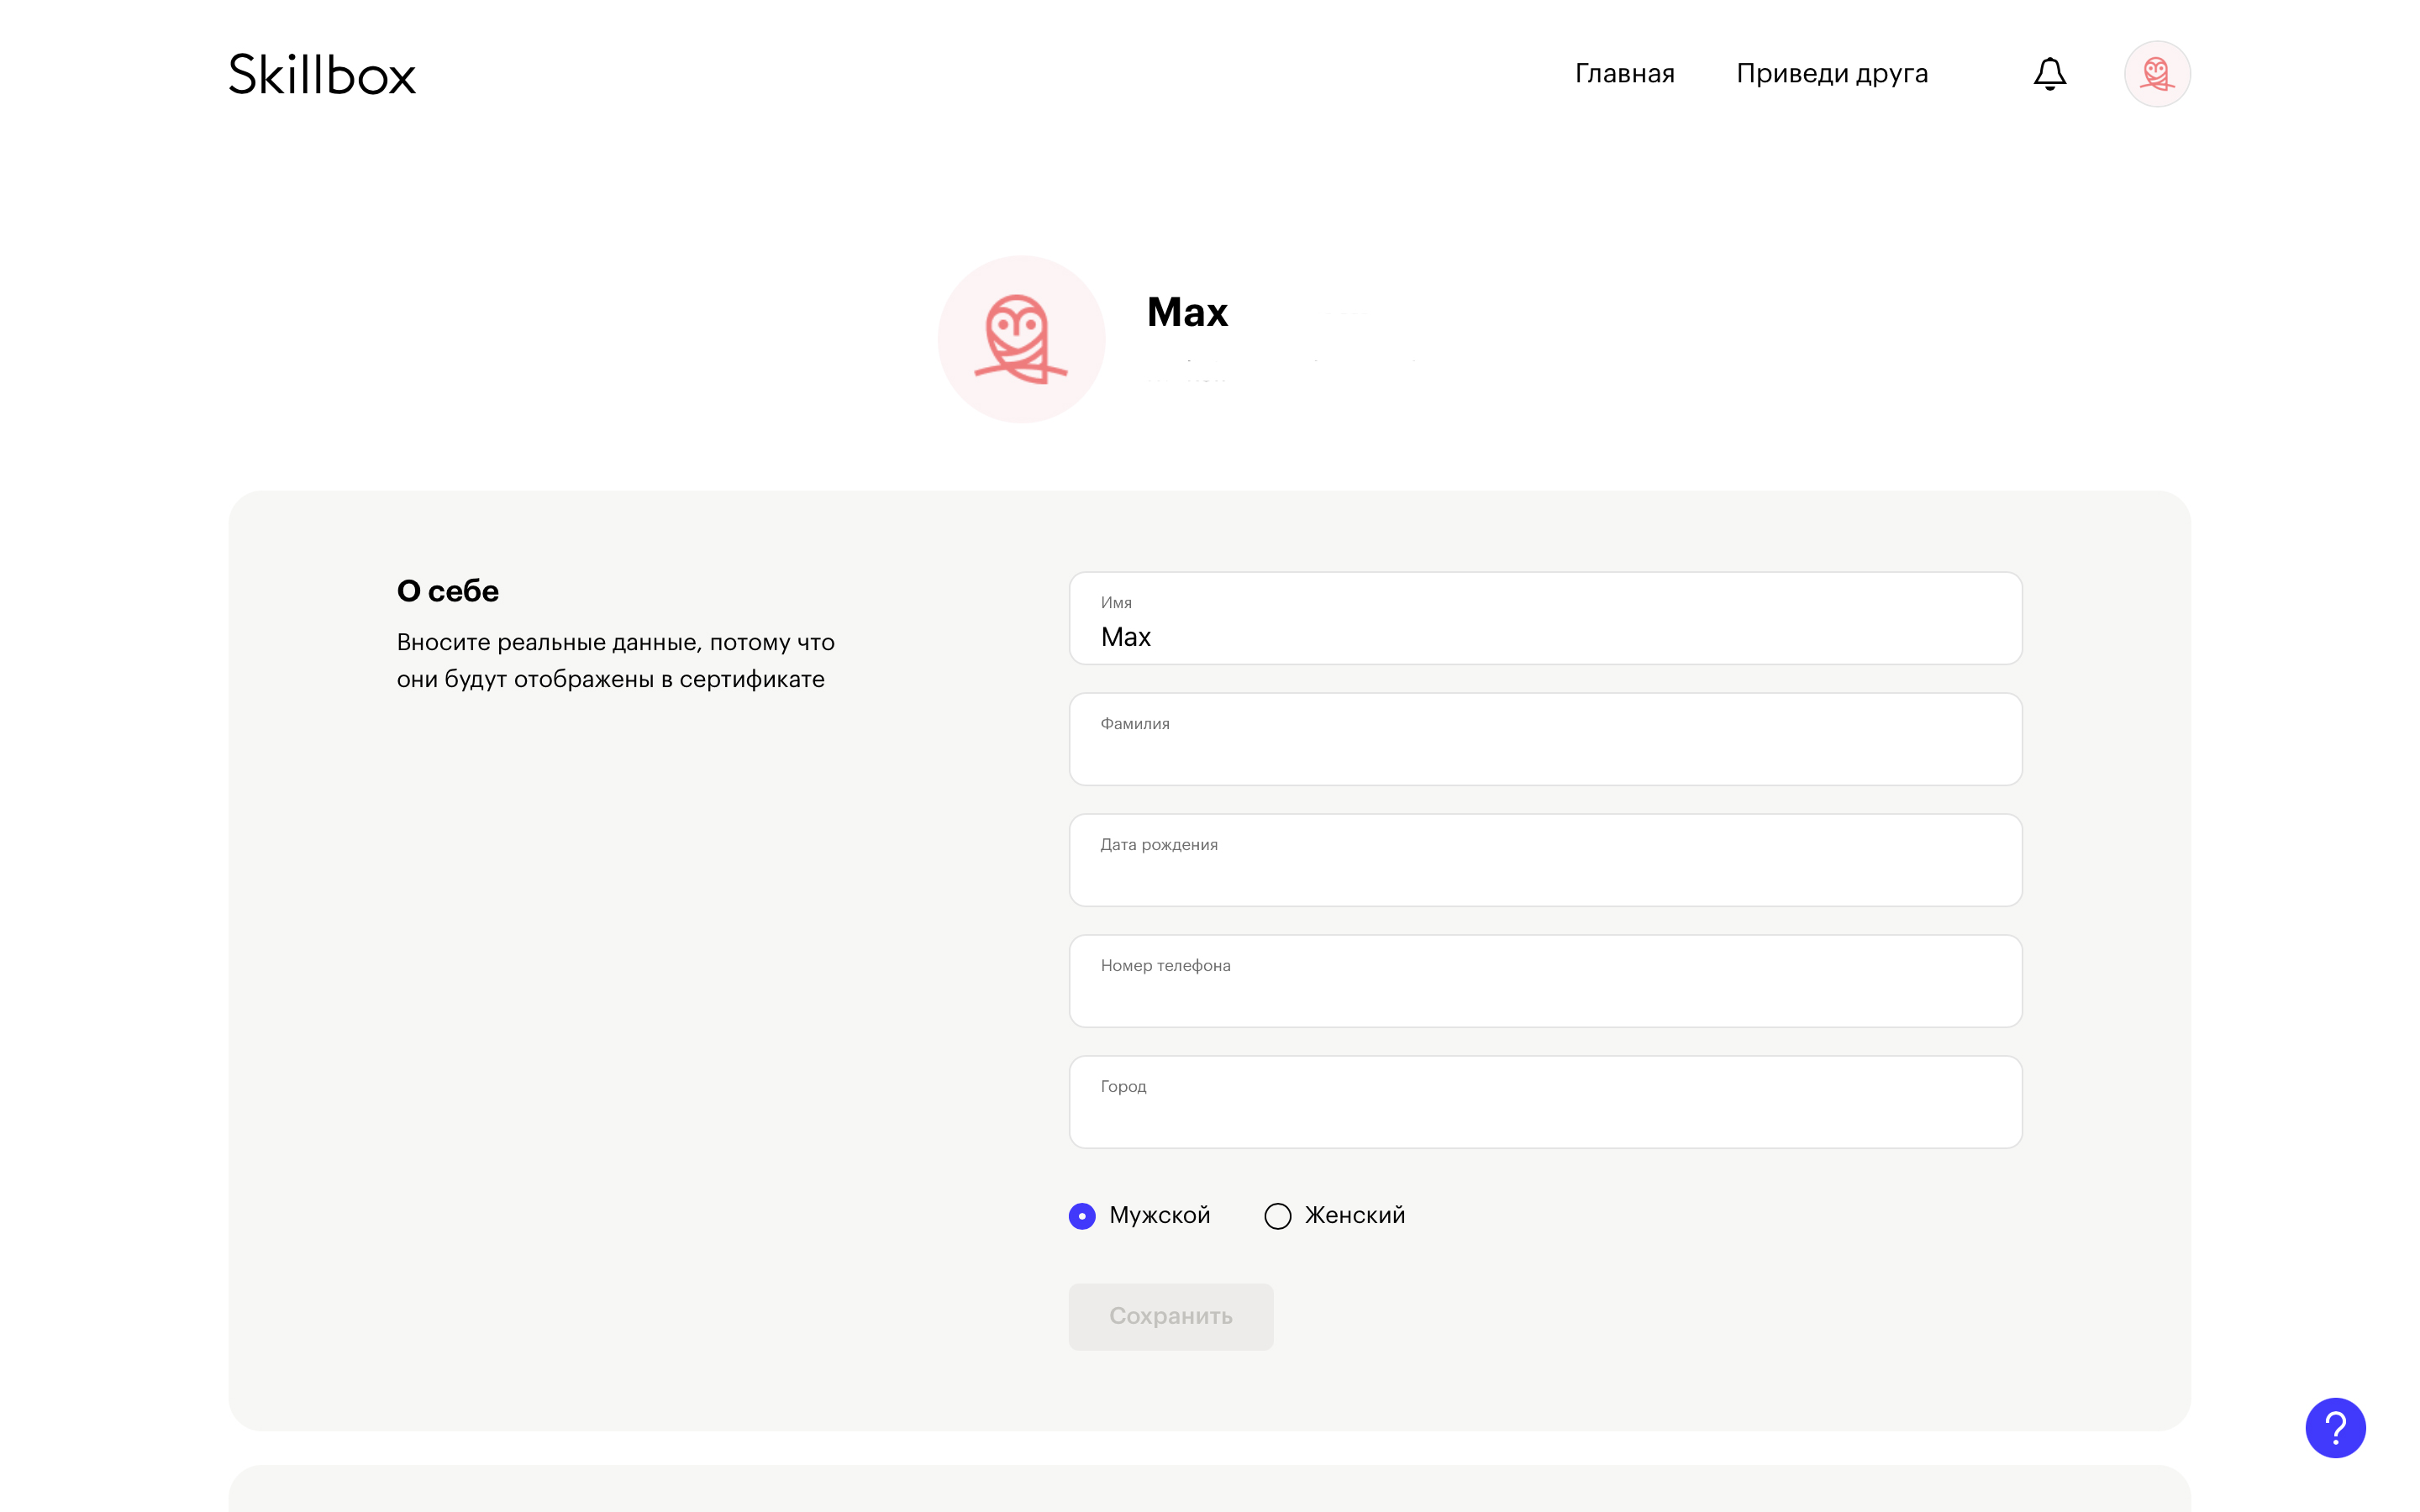 Skillbox
Главная
Приведи друга
Max
О себе
Вносите реальные данные, потому что
они будут отображены в сертификате
Имя
Max
Фамилия
Дата рождения
Номер телефона
Город
Мужской
Женский
Сохранить
?